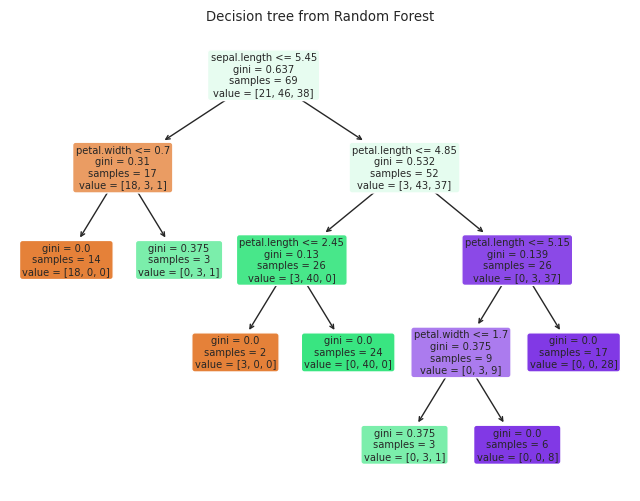 Decision tree from Random Forest
sepal.length <= 5.45
gini = 0.637
samples = 69
value = [21, 46, 38]
petal.width <= 0.7
gini = 0.31
samples = 17
value = [18, 3, 1]
petal.length <= 4.85
gini = 0.532
samples = 52
value = [3, 43, 37]
gini = 0.0
samples = 14
value = [18, 0, 0]
gini = 0.375
samples = 3
value = [0, 3, 1]
petal.length <= 2.45
gini = 0.13
samples = 26
value = [3, 40, 0]
petal.length <= 5.15
gini = 0.139
samples = 26
value = [0, 3, 37]
gini = 0.0
samples = 2
value = [3, 0, 0]
gini = 0.0
samples = 24
value = [0, 40, 0]
petal.width <= 1.7
gini = 0.375
samples = 9
value = [0, 3, 9]
gini = 0.0
samples = 17
value = [0, 0, 28]
gini = 0.375
samples = 3
value = [0, 3, 1]
gini = 0.0
samples = 6
value = [0, 0, 8]